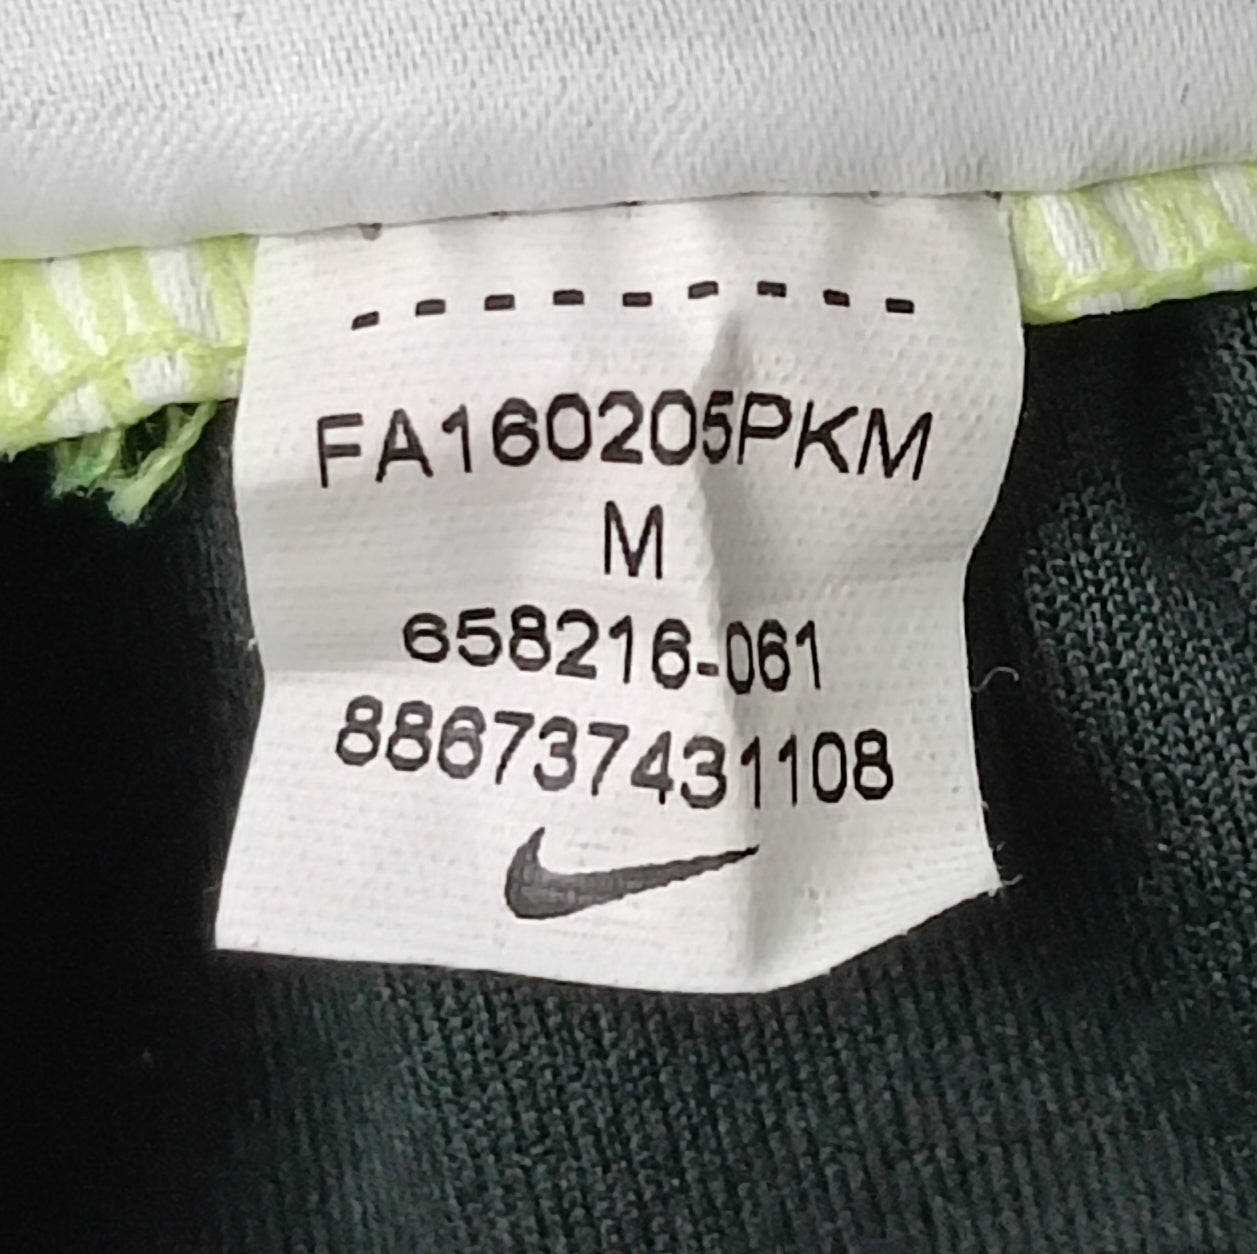 ---------
FA160205PKM
M
658216-061
886737431108